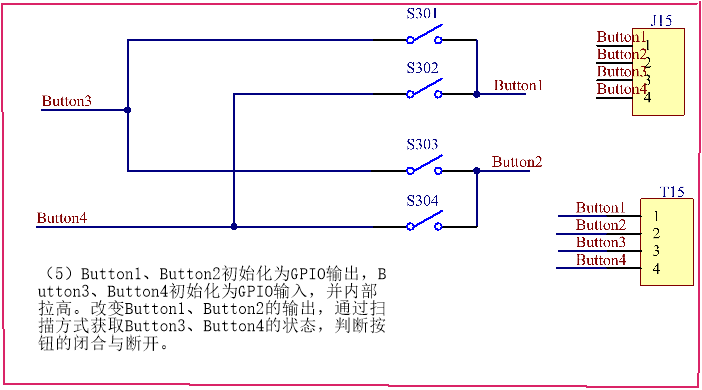 S301
J15
Button1
1
Button2
2
Button3
3
Button4
4
S302
Button1
Button3
S303
Button2
S304
Button4
T15
Button1
1
Button2
2
Button3
3
Button4
4
（5）Button1、Button2初始化为GPIO输出，B
utton3、Button4初始化为GPIO输入，并内部
拉高。改变Button1、Button2的输出，通过扫
描方式获取Button3、Button4的状态，判断按
钮的闭合与断开。